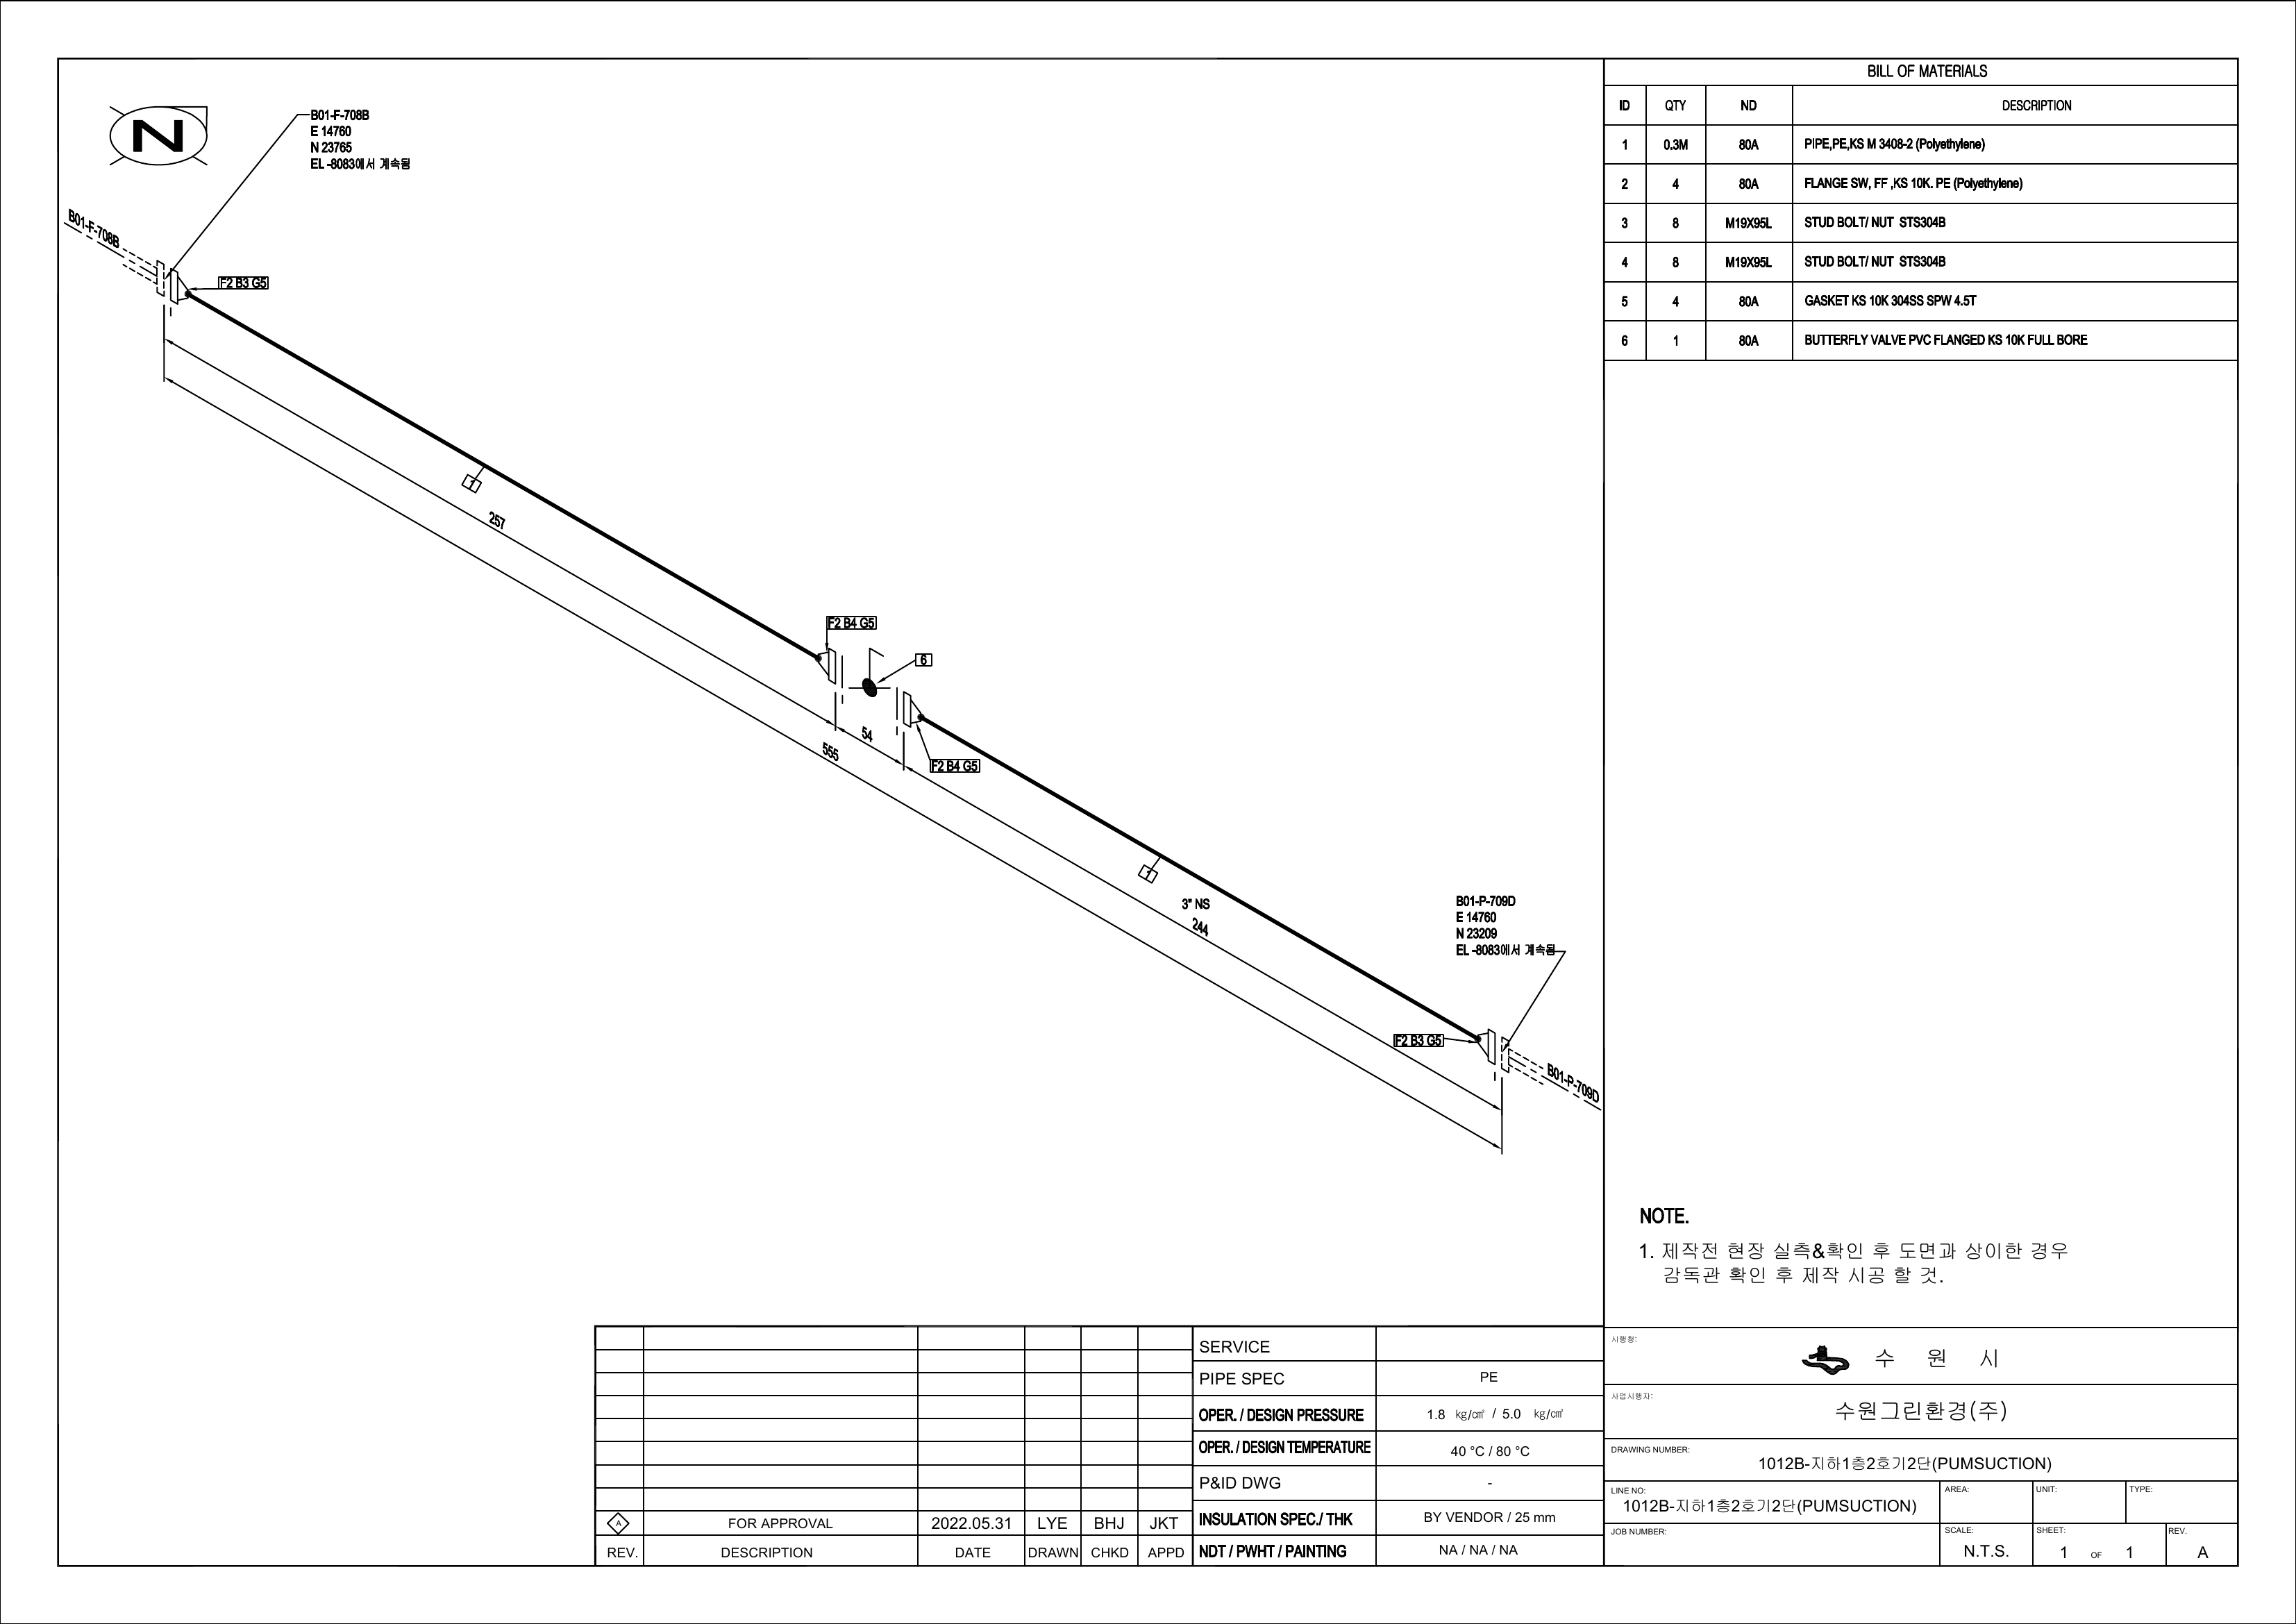 N
B01-F-708B
E 14760
N 23765
EL -8083에서 계속됨
B01-F-708B
F2 B3 G5
1
257
F2 B4 G5
6
54
555
F2 B4 G5
1
3" NS
244
B01-P-709D
E 14760
N 23209
EL -8083에서 계속됨
F2 B3 G5
B01-P-709D
BILL OF MATERIALS
ID QTY ND DESCRIPTION
1 0.3M 80A PIPE,PE,KS M 3408-2 (Polyethylene)
2 4 80A FLANGE SW, FF ,KS 10K. PE (Polyethylene)
3 8 M19X95L STUD BOLT/ NUT STS304B
4 8 M19X95L STUD BOLT/ NUT STS304B
5 4 80A GASKET KS 10K 304SS SPW 4.5T
6 1 80A BUTTERFLY VALVE PVC FLANGED KS 10K FULL BORE
NOTE.
1. 제작전 현장 실측&확인 후 도면과 상이한 경우
감독관 확인 후 제작 시공 할 것.
A FOR APPROVAL 2022.05.31 LYE BHJ JKT
REV. DESCRIPTION DATE DRAWN CHKD APPD
SERVICE
PIPE SPEC PE
OPER. / DESIGN PRESSURE 1.8 ㎏/㎠ / 5.0 ㎏/㎠
OPER. / DESIGN TEMPERATURE 40 °C / 80 °C
P&ID DWG -
INSULATION SPEC./ THK BY VENDOR / 25 mm
NDT / PWHT / PAINTING NA / NA / NA
시행청:
수 원 시
사업시행자:
수원그린환경(주)
DRAWING NUMBER:
1012B-지하1층2호기2단(PUMSUCTION)
LINE NO:
1012B-지하1층2호기2단(PUMSUCTION)
AREA: UNIT: TYPE:
JOB NUMBER:
SCALE: SHEET: REV.
N.T.S. 1 OF 1 A